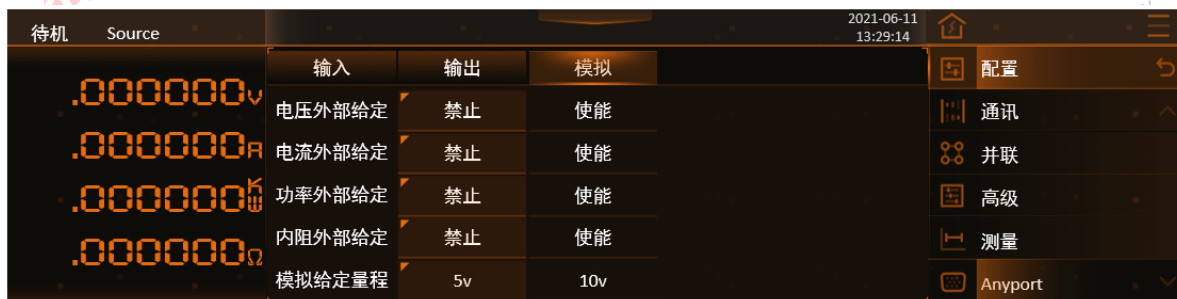 待机 Source
2021-06-11
13:29:14
.000000V
.000000A
.000000KW
.000000Ω
输入 输出 模拟
电压外部给定 禁止 使能
电流外部给定 禁止 使能
功率外部给定 禁止 使能
内阻外部给定 禁止 使能
模拟给定量程 5v 10v
配置
通讯
并联
高级
测量
Anyport